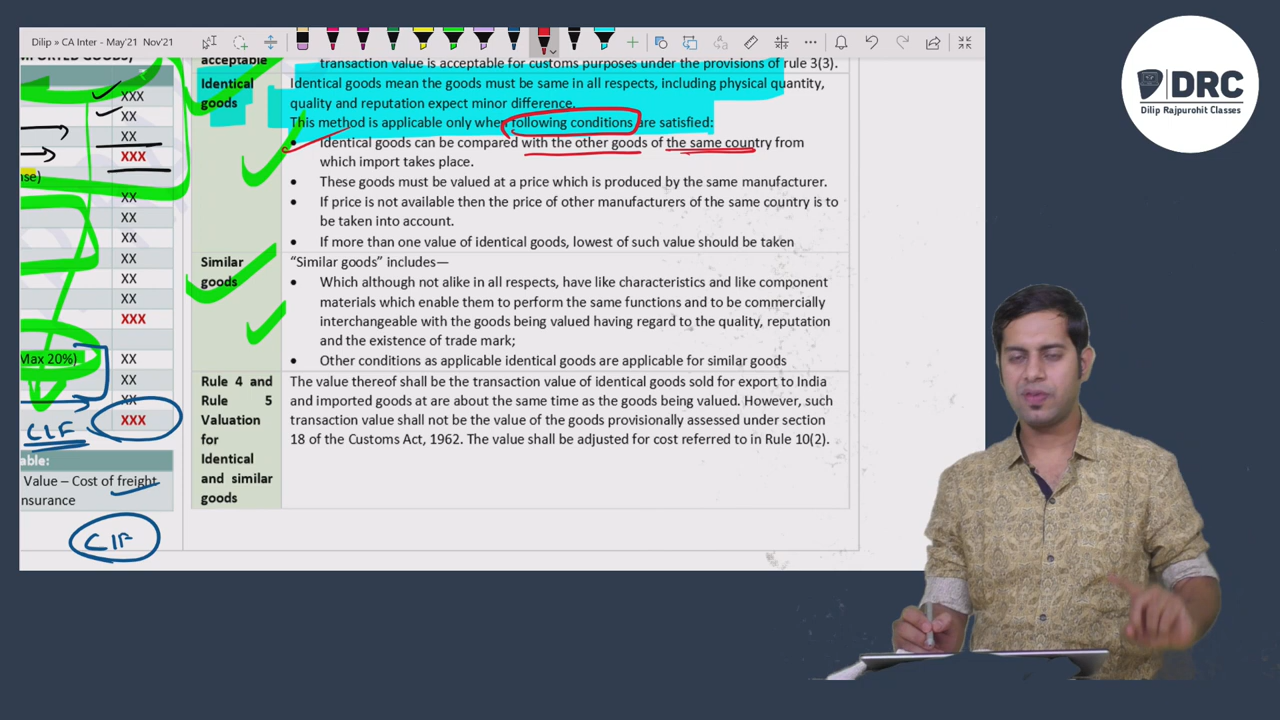 Dilip » CA Inter - May'21 Nov'21
acceptable
transaction value is acceptable for customs purposes under the provisions of rule 3(3).
Identical goods
Identical goods mean the goods must be same in all respects, including physical quantity,
quality and reputation expect minor difference.
This method is applicable only when following conditions are satisfied:
• Identical goods can be compared with the other goods of the same country from
which import takes place.
• These goods must be valued at a price which is produced by the same manufacturer.
• If price is not available then the price of other manufacturers of the same country is to
be taken into account.
• If more than one value of identical goods, lowest of such value should be taken
Similar goods
“Similar goods” includes—
• Which although not alike in all respects, have like characteristics and like component
materials which enable them to perform the same functions and to be commercially
interchangeable with the goods being valued having regard to the quality, reputation
and the existence of trade mark;
• Other conditions as applicable identical goods are applicable for similar goods
Rule 4 and
Rule 5
Valuation
for
Identical
and similar
goods
The value thereof shall be the transaction value of identical goods sold for export to India
and imported goods at are about the same time as the goods being valued. However, such
transaction value shall not be the value of the goods provisionally assessed under section
18 of the Customs Act, 1962. The value shall be adjusted for cost referred to in Rule 10(2).
XXX
XX
XX
XXX
XX
XX
XX
XX
XX
XX
XXX
Max 20%) XX
XX
XX
XXX
CIF
Value – Cost of freight
CIF
DRC
Dilip Rajpurohit Classes